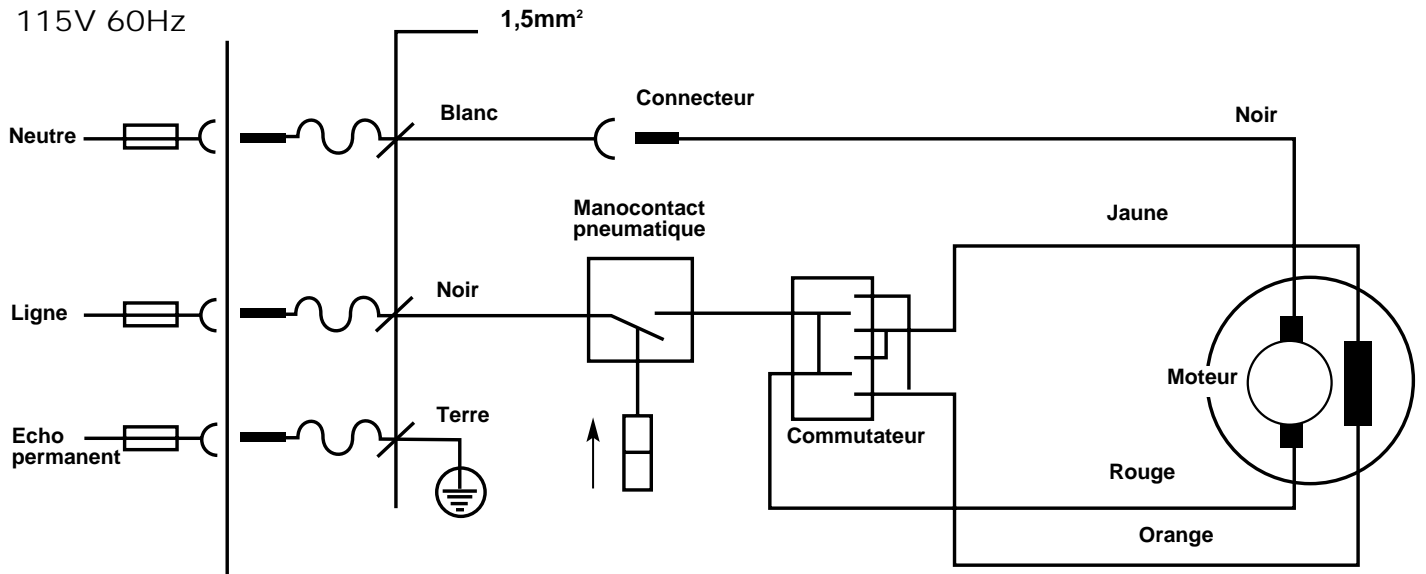 115V 60Hz
1,5mm²
Neutre
Blanc
Connecteur
Noir
Manocontact
pneumatique
Jaune
Ligne
Noir
Moteur
Echo
permanent
Terre
Commutateur
Rouge
Orange